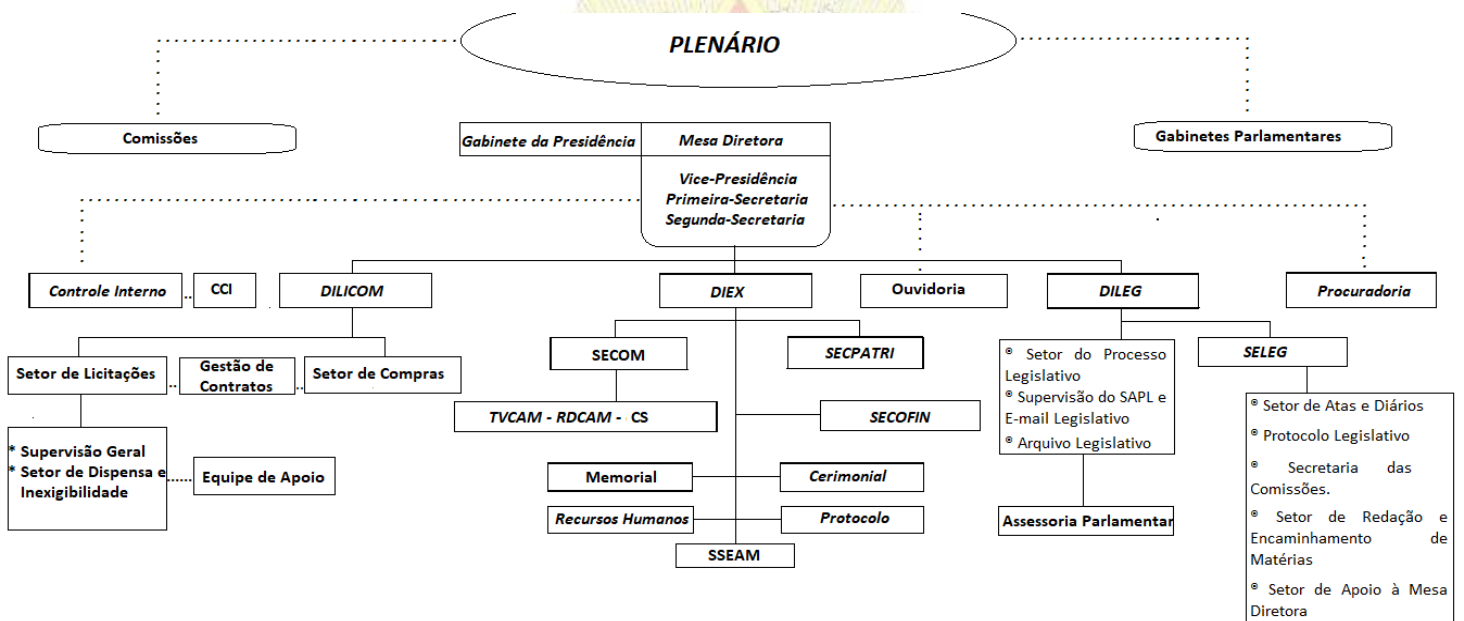 PLENÁRIO
Comissões
Gabinetes Parlamentares
Gabinete da Presidência
Mesa Diretora
Vice-Presidência
Primeira-Secretaria
Segunda-Secretaria
Controle Interno
CCI
DILICOM
DIEX
Ouvidoria
DILEG
Procuradoria
Setor de Licitações
Gestão de
Contratos
Setor de Compras
* Supervisão Geral
* Setor de Dispensa e
Inexigibilidade
Equipe de Apoio
SECOM
SECPATRI
TVCAM - RDCAM - CS
SECOFIN
Memorial
Cerimonial
Recursos Humanos
Protocolo
SSEAM
® Setor do Processo
Legislativo
® Supervisão do SAPL e
E-mail Legislativo
® Arquivo Legislativo
Assessoria Parlamentar
SELEG
® Setor de Atas e Diários
® Protocolo Legislativo
® Secretaria das
Comissões.
® Setor de Redação e
Encaminhamento de
Matérias
® Setor de Apoio à Mesa
Diretora